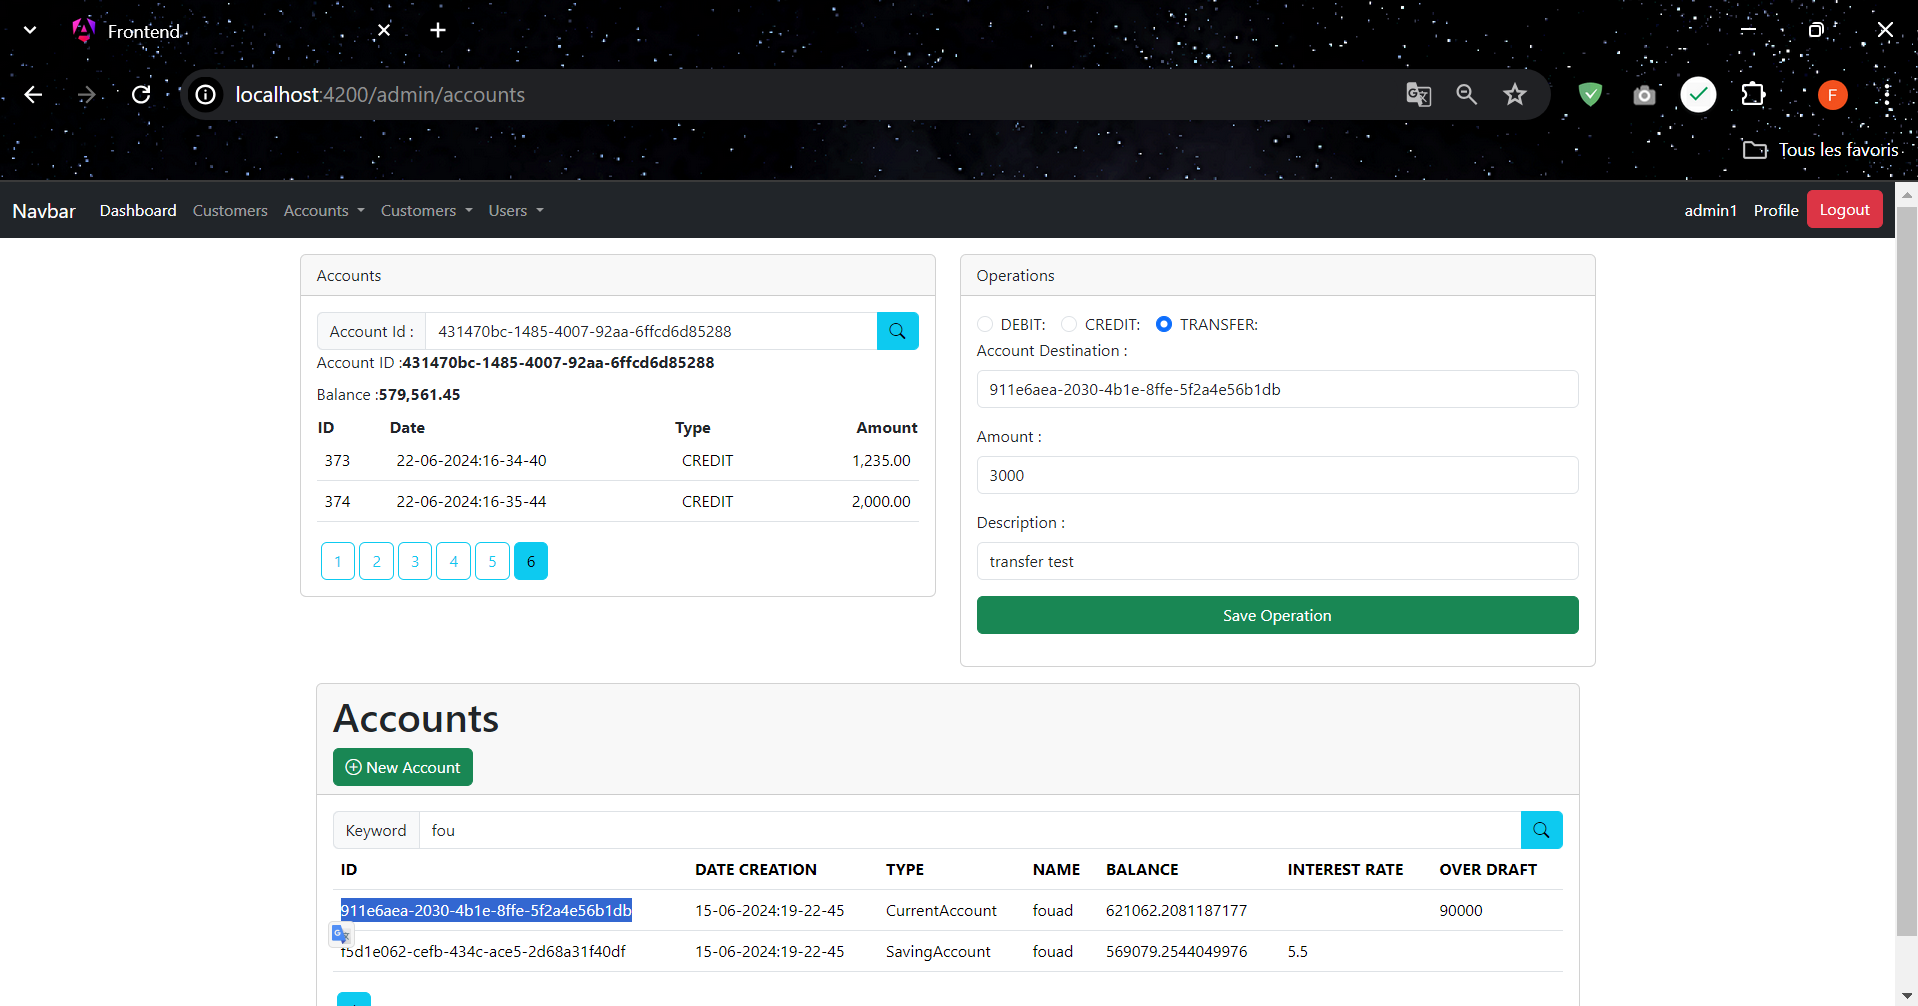 Frontend
localhost:4200/admin/accounts
F
Tous les favoris
Navbar Dashboard Customers Accounts Customers Users admin1 Profile Logout
Accounts
Account Id : 431470bc-1485-4007-92aa-6ffcd6d85288
Account ID :431470bc-1485-4007-92aa-6ffcd6d85288
Balance :579,561.45
ID Date Type Amount
373 22-06-2024:16-34-40 CREDIT 1,235.00
374 22-06-2024:16-35-44 CREDIT 2,000.00
1 2 3 4 5 6
Operations
DEBIT: CREDIT: TRANSFER:
Account Destination :
911e6aea-2030-4b1e-8ffe-5f2a4e56b1db
Amount :
3000
Description :
transfer test
Save Operation
Accounts
New Account
Keyword fou
ID DATE CREATION TYPE NAME BALANCE INTEREST RATE OVER DRAFT
911e6aea-2030-4b1e-8ffe-5f2a4e56b1db 15-06-2024:19-22-45 CurrentAccount fouad 621062.2081187177 90000
f5d1e062-cefb-434c-ace5-2d68a31f40df 15-06-2024:19-22-45 SavingAccount fouad 569079.2544049976 5.5